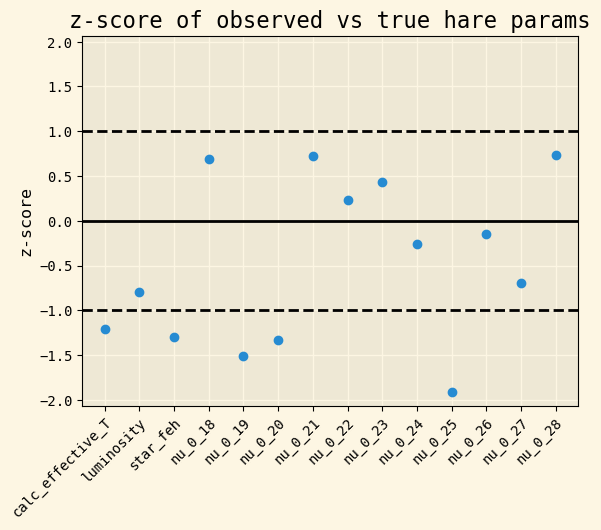 z-score of observed vs true hare params
2.0
1.5
1.0
0.5
0.0
−0.5
−1.0
−1.5
−2.0
z-score
calc_effective_T
luminosity
star_feh
nu_0_18
nu_0_19
nu_0_20
nu_0_21
nu_0_22
nu_0_23
nu_0_24
nu_0_25
nu_0_26
nu_0_27
nu_0_28